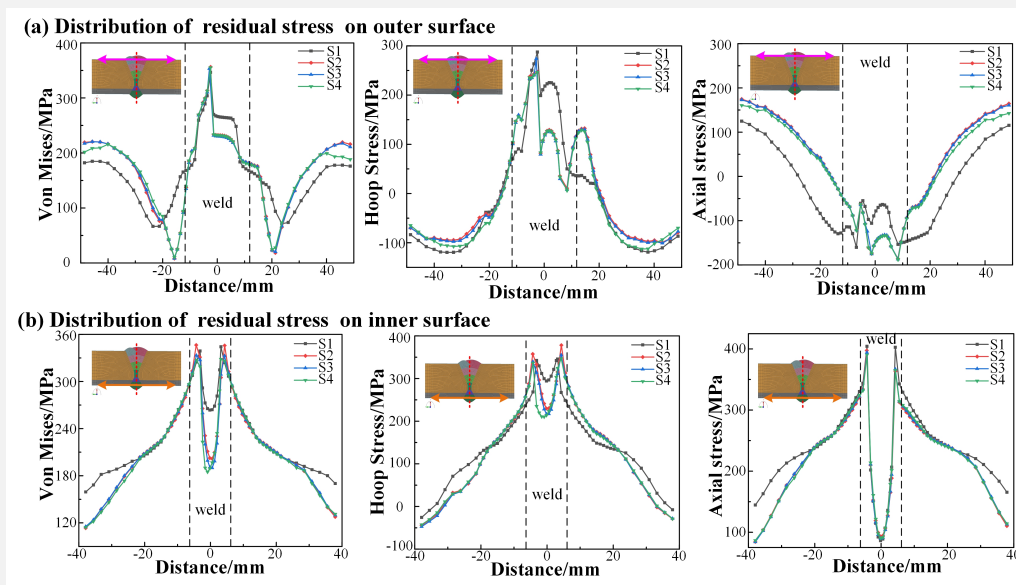 (a) Distribution of residual stress on outer surface
Von Mises/MPa
400
300
200
100
0
-40 -20 0 20 40
Distance/mm
weld
S1
S2
S3
S4
Hoop Stress/MPa
300
200
100
0
-100
-40 -20 0 20 40
Distance/mm
weld
S1
S2
S3
S4
Axial stress/MPa
300
200
100
0
-100
-200
-40 -20 0 20 40
Distance/mm
weld
S1
S2
S3
S4
(b) Distribution of residual stress on inner surface
Von Mises/MPa
360
300
240
180
120
-40 -20 0 20 40
Distance/mm
weld
S1
S2
S3
S4
Hoop Stress/MPa
400
300
200
100
0
-100
-40 -20 0 20 40
Distance/mm
weld
S1
S2
S3
S4
Axial stress/MPa
400
300
200
100
-40 -20 0 20 40
Distance/mm
weld
S1
S2
S3
S4